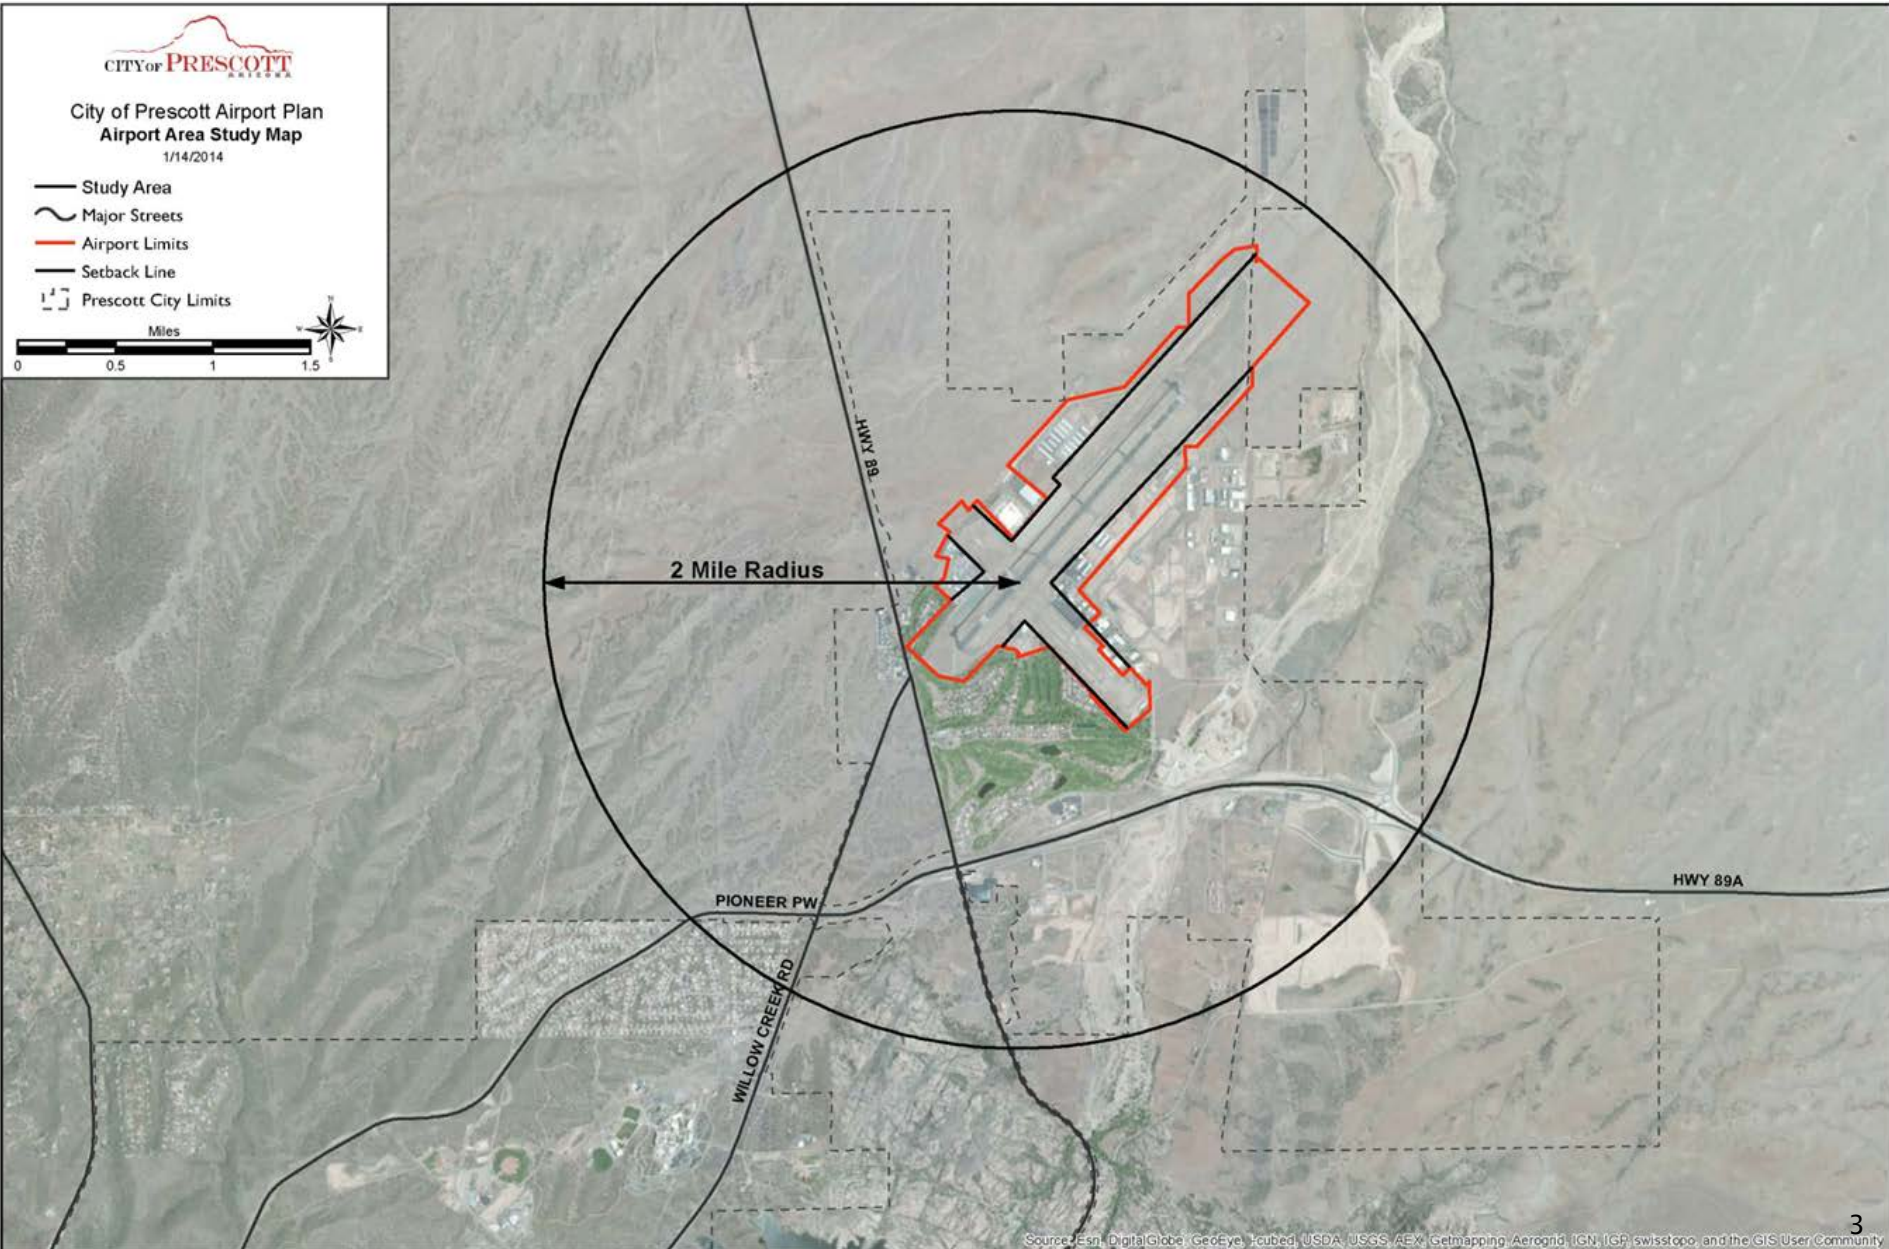 CITY OF PRESCOTT
ARIZONA
City of Prescott Airport Plan
Airport Area Study Map
1/14/2014
Study Area
Major Streets
Airport Limits
Setback Line
Prescott City Limits
N
W E
S
Miles
0 0.5 1 1.5
HWY 89
2 Mile Radius
PIONEER PW
HWY 89A
WILLOW CREEK RD
3
Source: Esri, DigitalGlobe, GeoEye, i-cubed, USDA, USGS, AEX, Getmapping, Aerogrid, IGN, IGP, swisstopo, and the GIS User Community